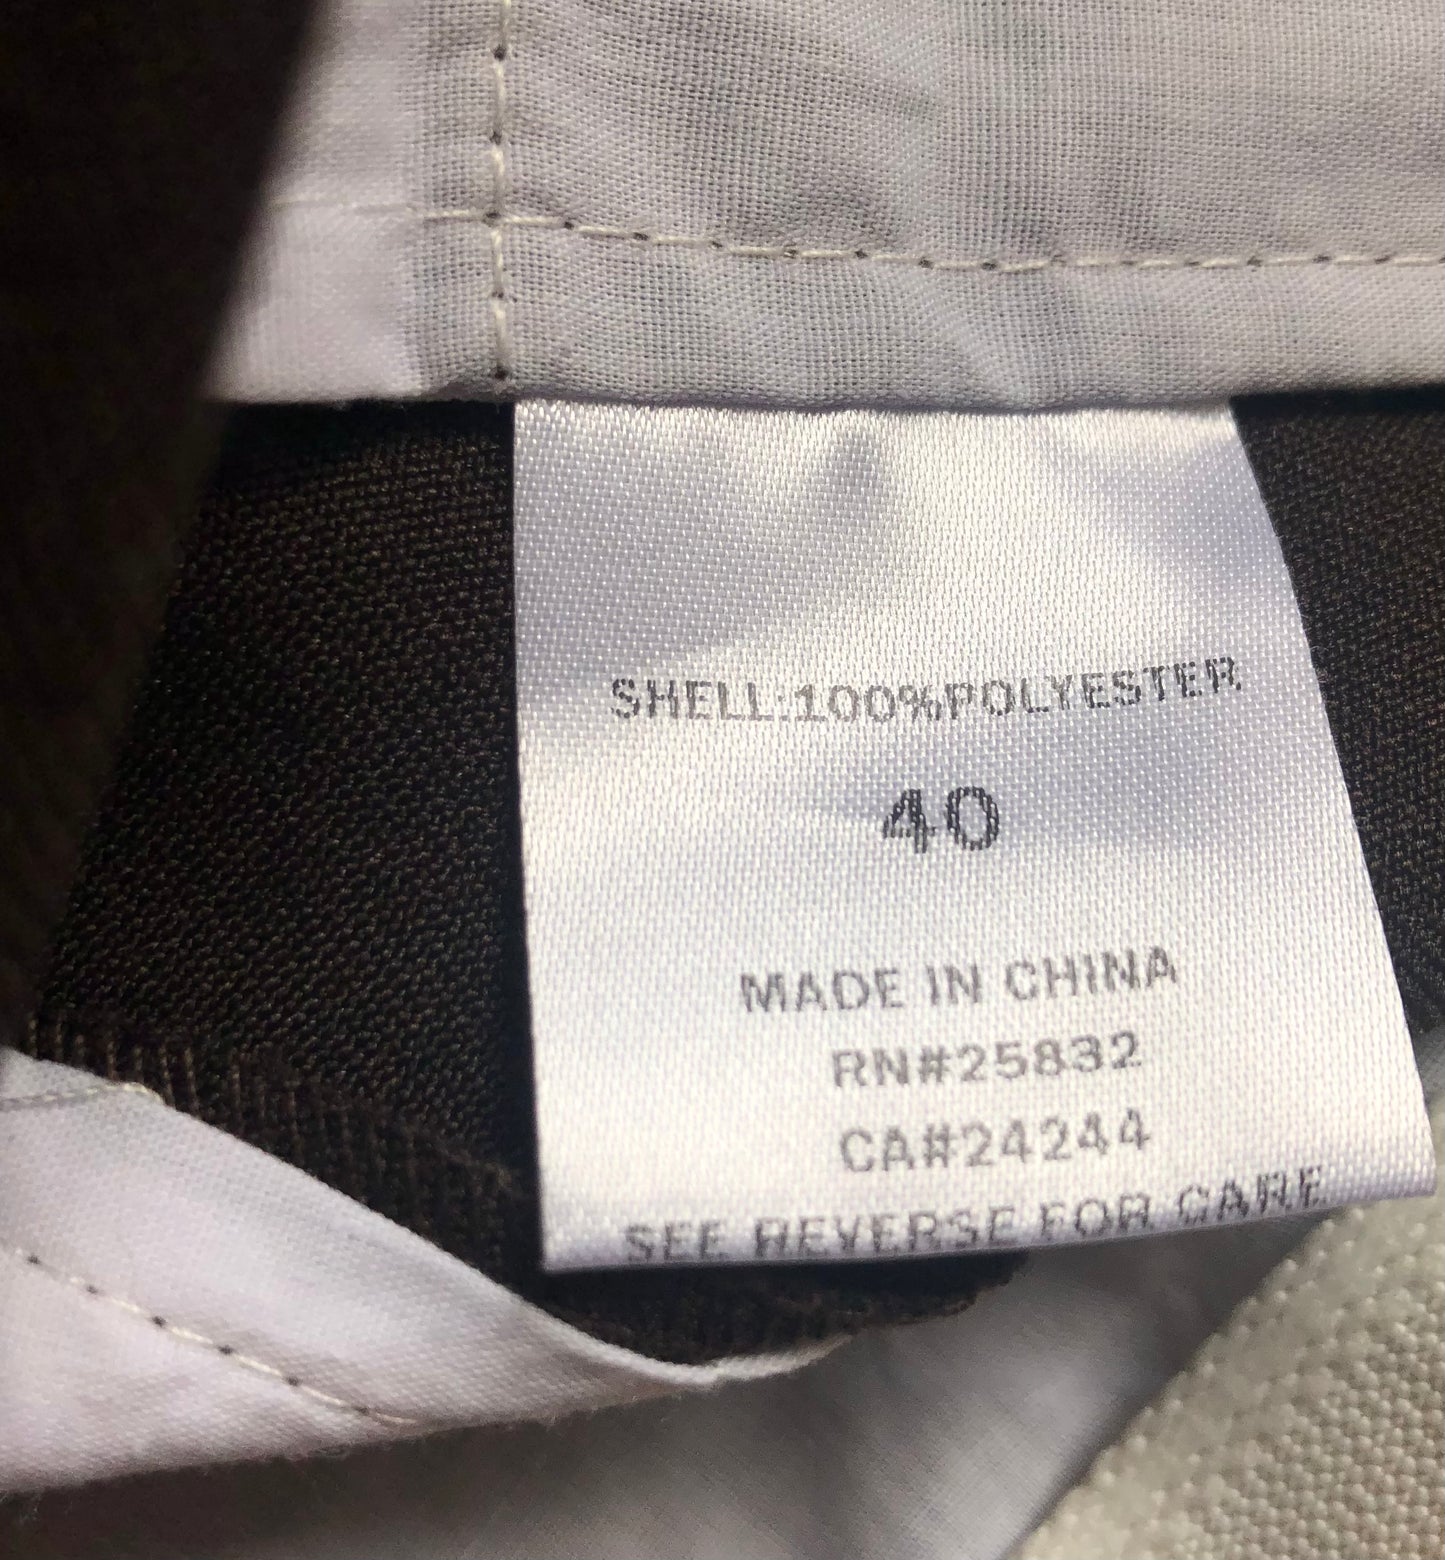 SHELL:100%POLYESTER
40
MADE IN CHINA
RN#25832
CA#24244
SEE REVERSE FOR CARE